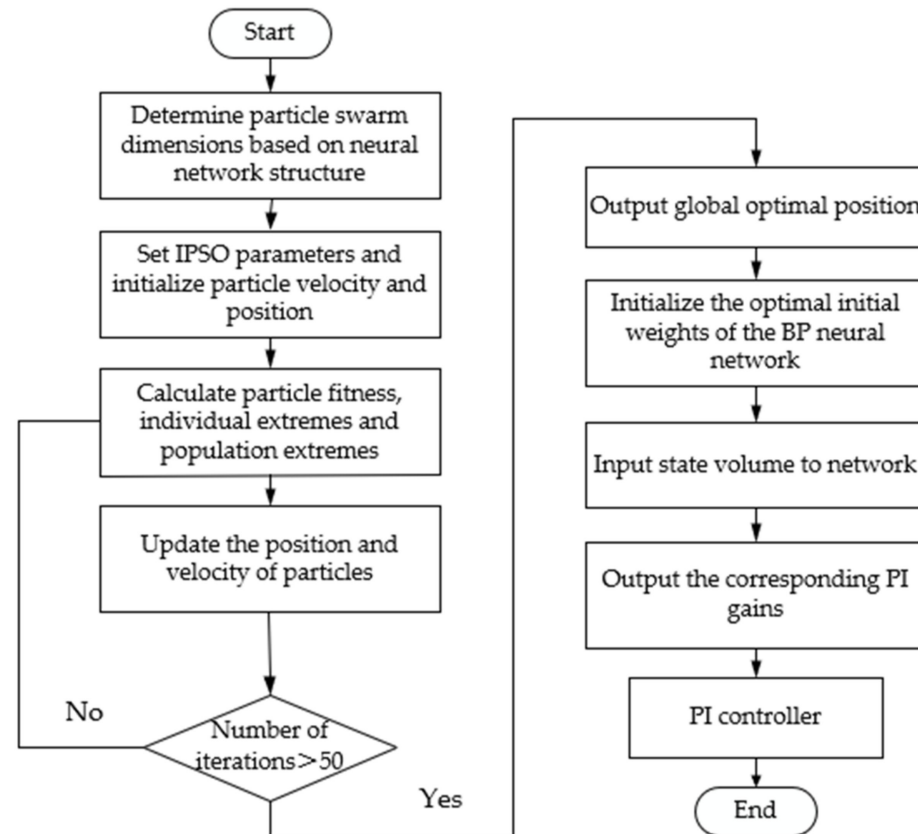 Start
Determine particle swarm
dimensions based on neural
network structure
Set IPSO parameters and
initialize particle velocity and
position
Calculate particle fitness,
individual extremes and
population extremes
Update the position and
velocity of particles
No
Number of
iterations>50
Yes
Output global optimal position
Initialize the optimal initial
weights of the BP neural
network
Input state volume to network
Output the corresponding PI
gains
PI controller
End